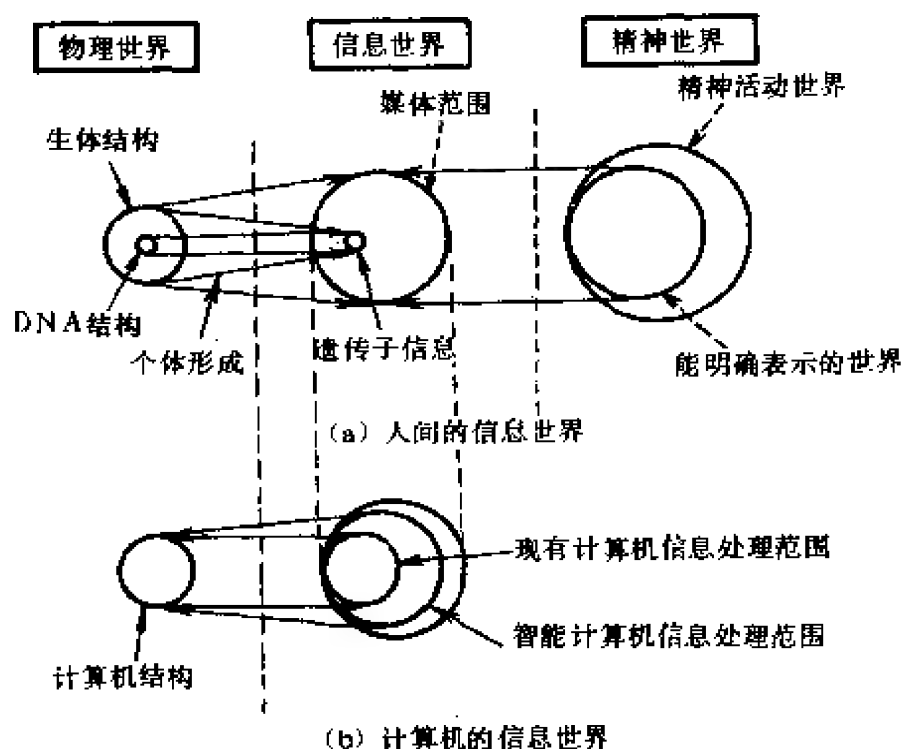 物理世界
信息世界
精神世界
精神活动世界
媒体范围
生体结构
DNA结构
个体形成
遗传子信息
能明确表示的世界
(a) 人间的信息世界
现有计算机信息处理范围
智能计算机信息处理范围
计算机结构
(b) 计算机的信息世界